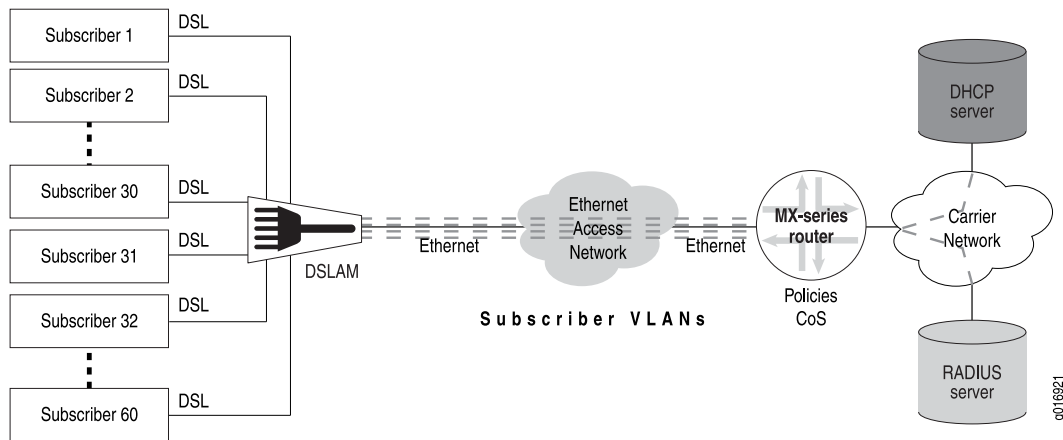 Subscriber 1
DSL
Subscriber 2
DSL
Subscriber 30
DSL
Subscriber 31
DSL
Subscriber 32
DSL
Subscriber 60
DSL
DSLAM
Ethernet
Ethernet
Access
Network
Ethernet
Subscriber VLANs
MX-series
router
Policies
CoS
DHCP
server
Carrier
Network
RADIUS
server
g016921